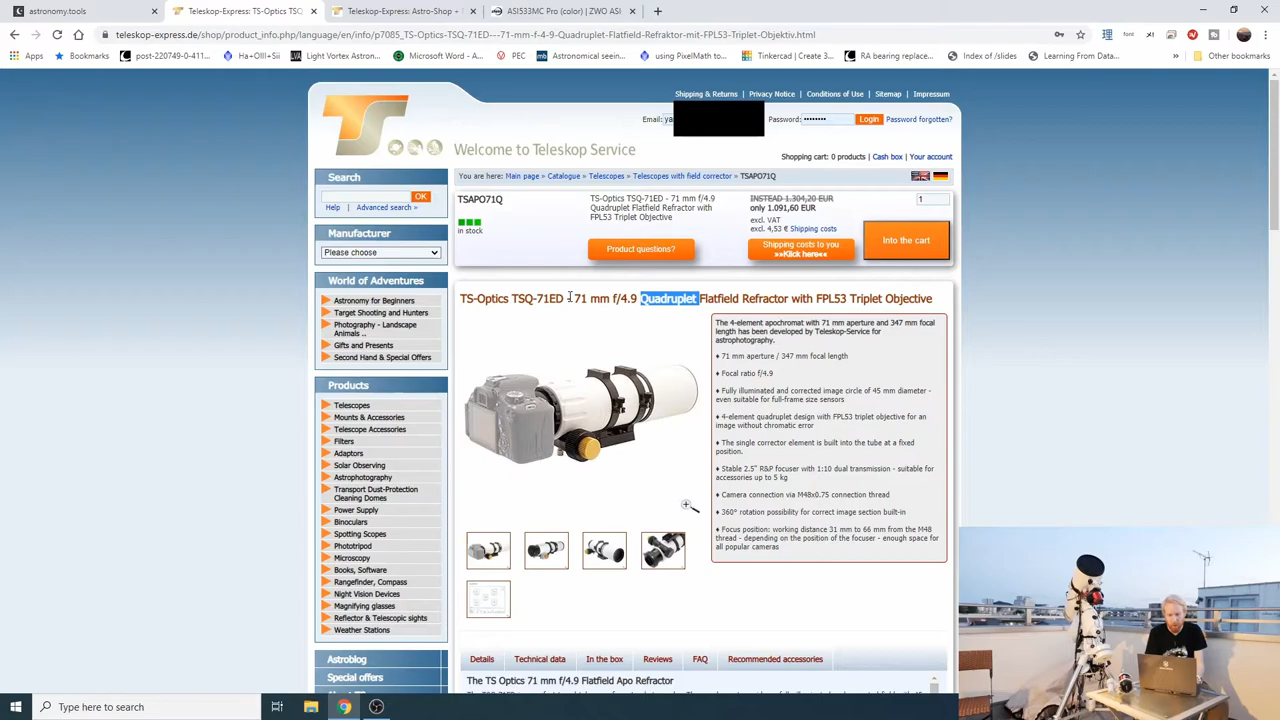 astronomy.tools
Teleskop-Express: TS-Optics TSQ
Teleskop-Express: Astro-Shop +
ASI533MC Pro (color) | ZWO ASI
teleskop-express.de/shop/product_info.php/language/en/info/p7085_TS-Optics-TSQ-71ED---71-mm-f-4-9-Quadruplet-Flatfield-Refraktor-mit-FPL53-Triplet-Objektiv.html
Apps
Bookmarks
post-220749-0-411...
Ha+OIII+Sii
Light Vortex Astron...
PEC
Microsoft Word - A...
Astronomical seein...
using PixelMath to...
Tinkercad | Create 3...
RA bearing replace...
Index of /slides
Learning From Data...
Other bookmarks
Shipping & Returns | Privacy Notice | Conditions of Use | Sitemap | Impressum
Email: ya
Password: ••••••••
Login
Password forgotten?
Welcome to Teleskop Service
Shopping cart: 0 products | Cash box | Your account
Search
OK
Help | Advanced search »
Manufacturer
Please choose
World of Adventures
Astronomy for Beginners
Target Shooting and Hunters
Photography - Landscape
Animals ..
Gifts and Presents
Second Hand & Special Offers
Products
Telescopes
Mounts & Accessories
Telescope Accessories
Filters
Adaptors
Solar Observing
Astrophotography
Transport Dust-Protection
Cleaning Domes
Power Supply
Binoculars
Spotting Scopes
Phototripod
Microscopy
Books, Software
Rangefinder, Compass
Night Vision Devices
Magnifying glasses
Reflector & Telescopic sights
Weather Stations
Astroblog
Special offers
You are here: Main page » Catalogue » Telescopes » Telescopes with field corrector » TSAPO71Q
TSAPO71Q
in stock
TS-Optics TSQ-71ED - 71 mm f/4.9
Quadruplet Flatfield Refractor with
FPL53 Triplet Objective
Product questions?
INSTEAD 1.304,20 EUR
only 1.091,60 EUR
excl. VAT
excl. 4,53 € Shipping costs
Shipping costs to you
>>Klick here<<
1
Into the cart
TS-Optics TSQ-71ED - 71 mm f/4.9 Quadruplet Flatfield Refractor with FPL53 Triplet Objective
The 4-element apochromat with 71 mm aperture and 347 mm focal
length has been developed by Teleskop-Service for
astrophotography.
♦ 71 mm aperture / 347 mm focal length
♦ Focal ratio f/4.9
♦ Fully illuminated and corrected image circle of 45 mm diameter -
even suitable for full-frame size sensors
♦ 4-element quadruplet design with FPL53 triplet objective for an
image without chromatic error
♦ The single corrector element is built into the tube at a fixed
position.
♦ Stable 2.5" R&P focuser with 1:10 dual transmission - suitable for
accessories up to 5 kg
♦ Camera connection via M48x0.75 connection thread
♦ 360° rotation possibility for correct image section built-in
♦ Focus position: working distance 31 mm to 66 mm from the M48
thread - depending on the position of the focuser - enough space for
all popular cameras
Details
Technical data
In the box
Reviews
FAQ
Recommended accessories
The TS Optics 71 mm f/4.9 Flatfield Apo Refractor
Type here to search